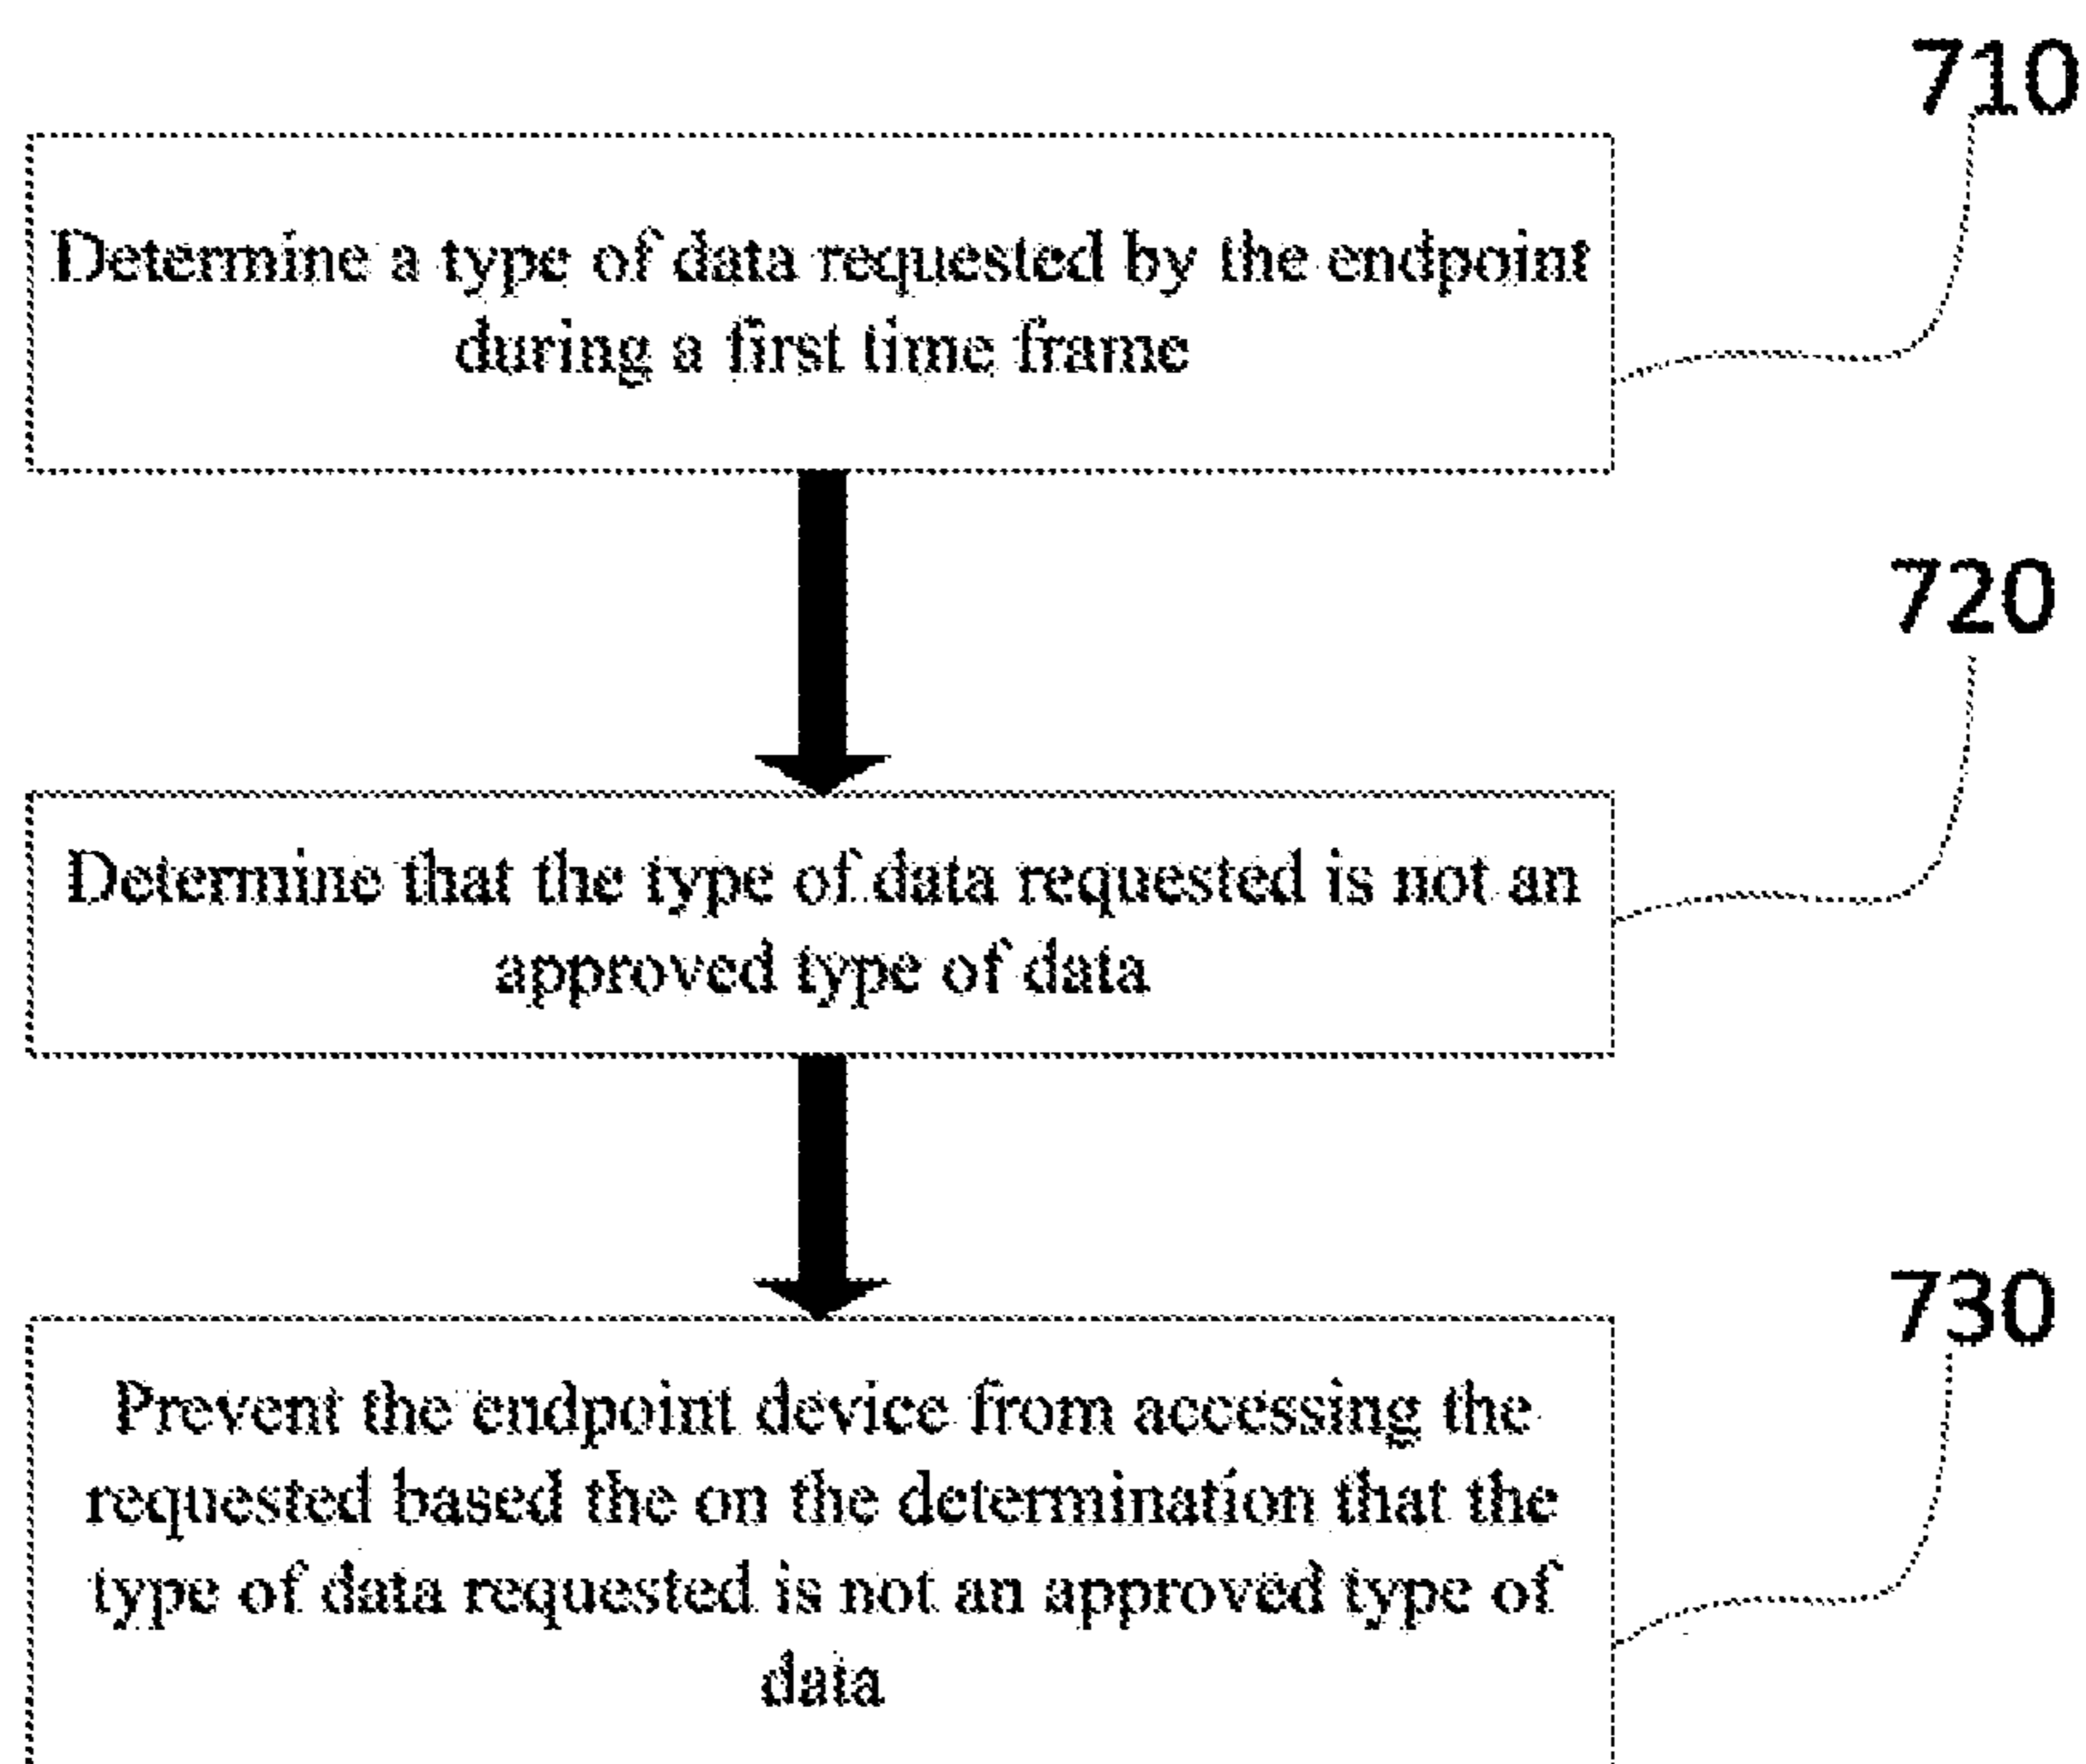 710
Determine a type of data requested by the endpoint
during a first time frame
720
Determine that the type of data requested is not an
approved type of data
730
Prevent the endpoint device from accessing the
requested based the on the determination that the
type of data requested is not an approved type of
data